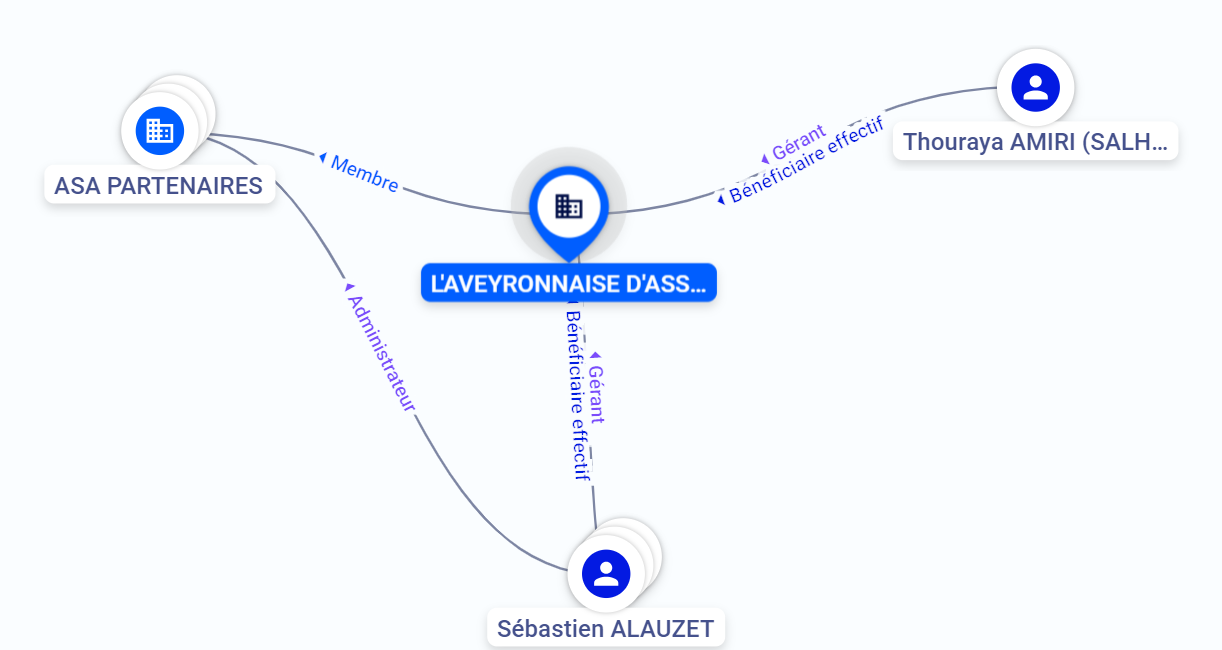 Thouraya AMIRI (SALH...
Gérant
Bénéficiaire effectif
Membre
ASA PARTENAIRES
L'AVEYRONNAISE D'ASS...
Administrateur
Bénéficiaire effectif
Gérant
Sébastien ALAUZET